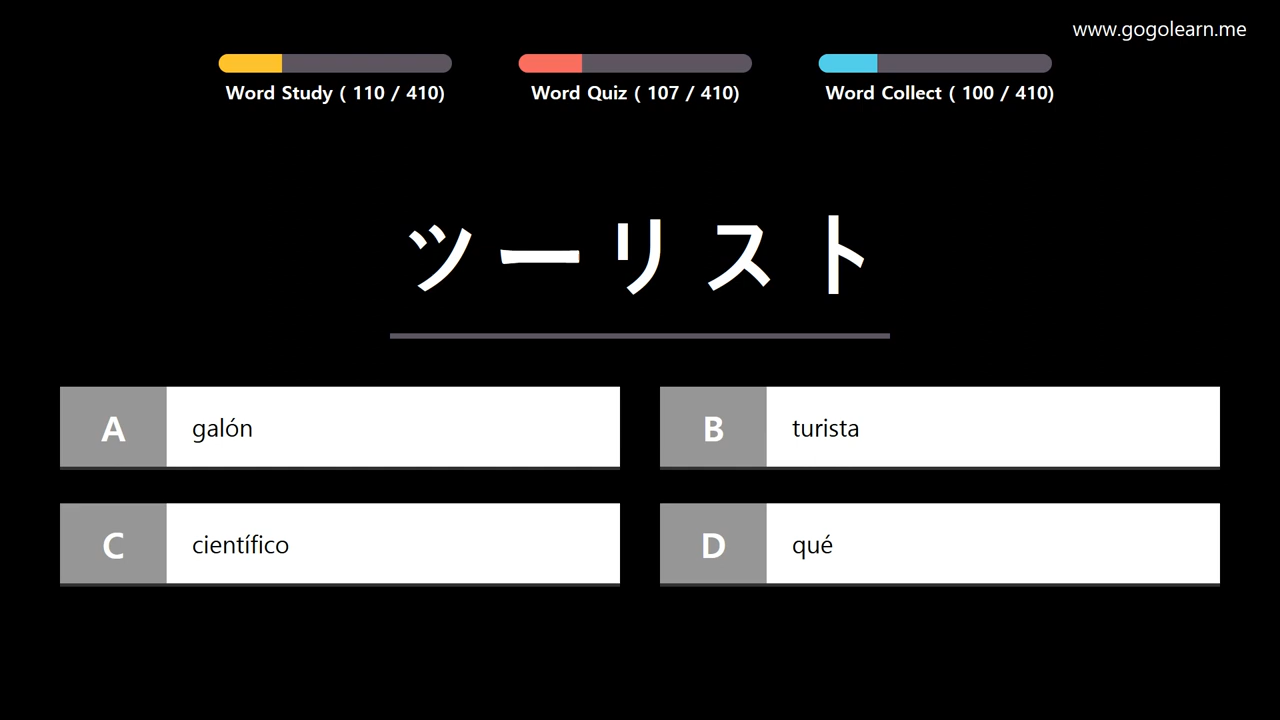 www.gogolearn.me
Word Study ( 110 / 410)
Word Quiz ( 107 / 410)
Word Collect ( 100 / 410)
ツーリスト
A galón
B turista
C científico
D qué